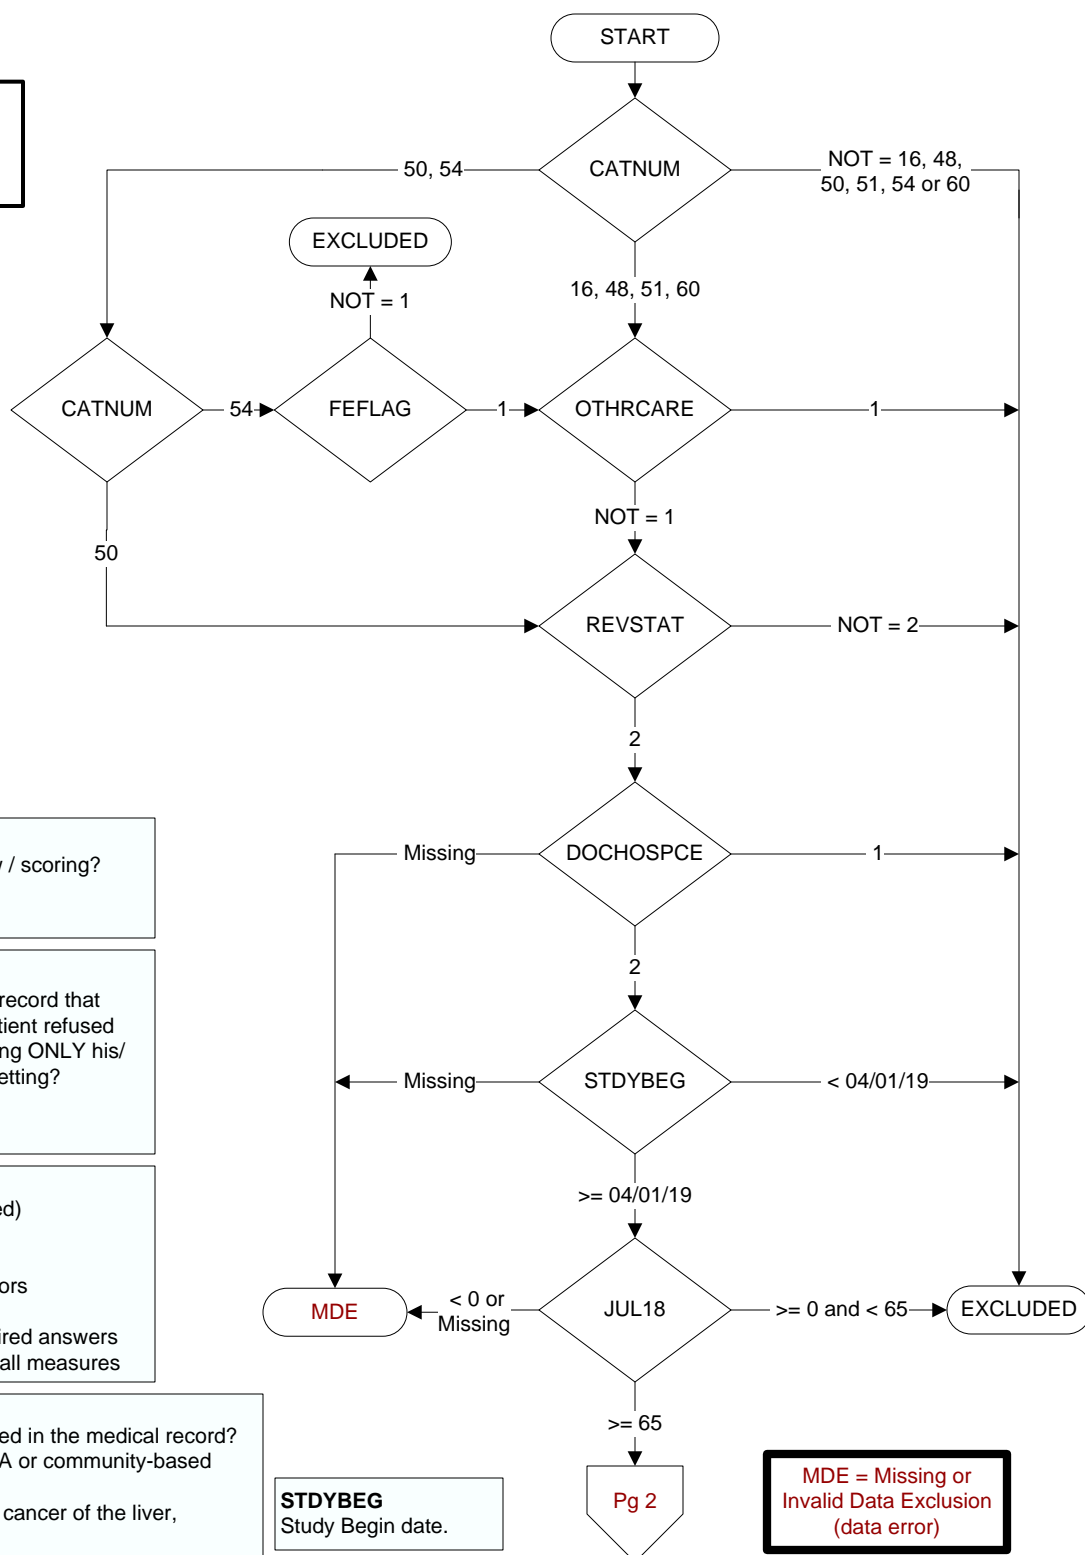 START
CATNUM
50, 54
NOT = 16, 48,
50, 51, 54 or 60
EXCLUDED
16, 48, 51, 60
NOT = 1
CATNUM
54
FEFLAG
1
OTHRCARE
1
NOT = 1
50
REVSTAT
NOT = 2
2
/ scoring?
Missing
DOCHOSPCE
1
2
record that
tient refused
ng ONLY his/
etting?
Missing
STDYBEG
< 04/01/19
>= 04/01/19
ed)
ors
ired answers
all measures
MDE
< 0 or
Missing
JUL18
>= 0 and < 65
EXCLUDED
>= 65
ed in the medical record?
A or community-based
cancer of the liver,
STDYBEG
Study Begin date.
Pg 2
MDE = Missing or
Invalid Data Exclusion
(data error)